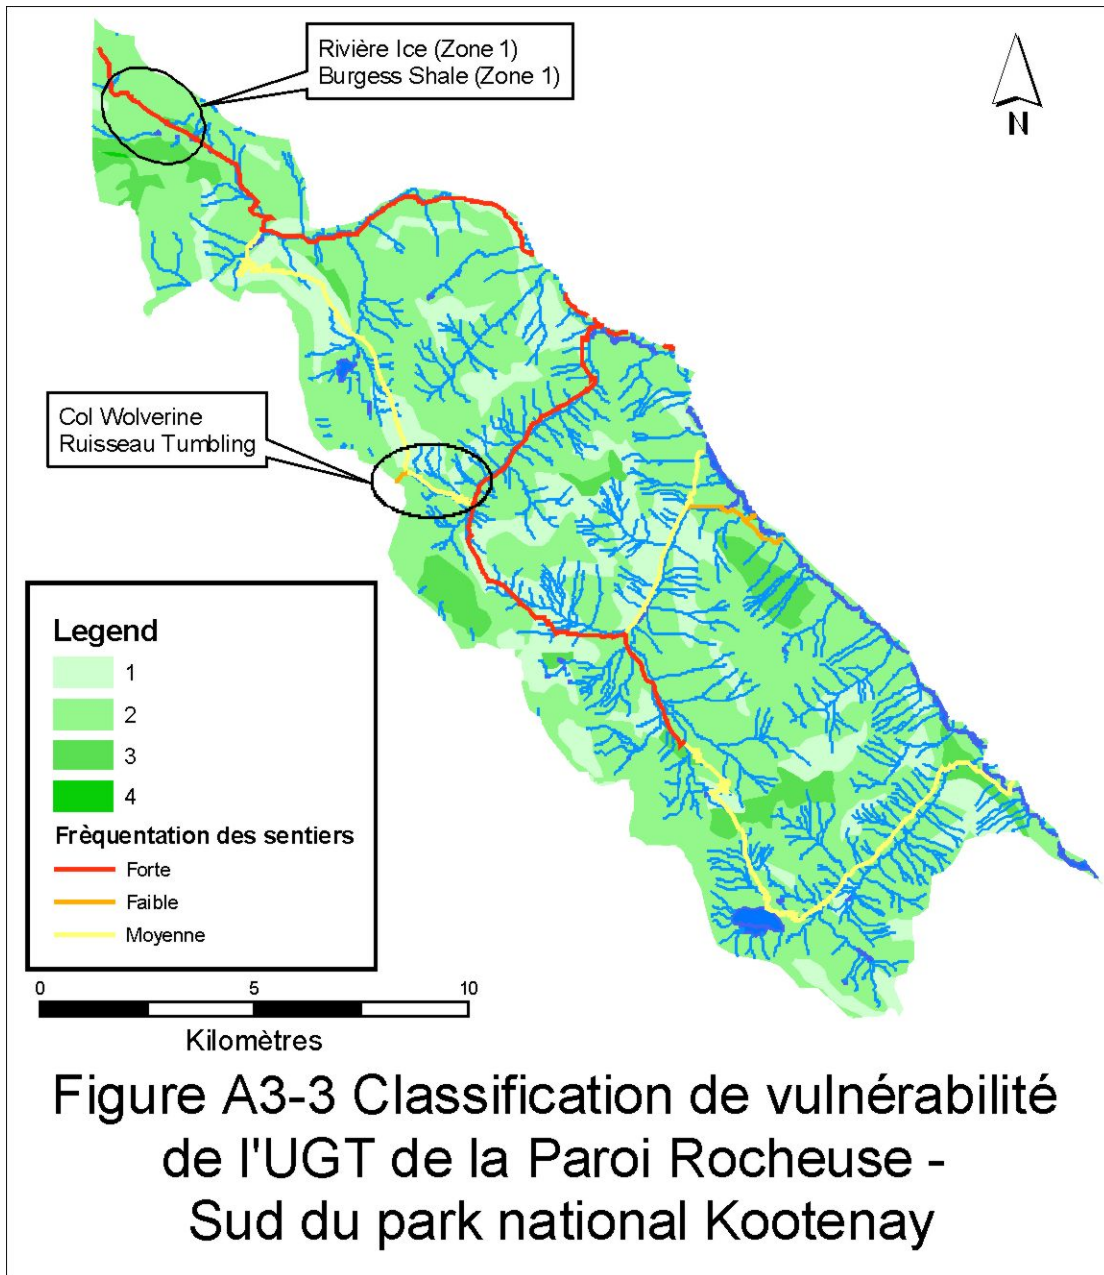 Rivière Ice (Zone 1)
Burgess Shale (Zone 1)
N
Col Wolverine
Ruisseau Tumbling
Legend
1
2
3
4
Frèquentation des sentiers
Forte
Faible
Moyenne
0 5 10
Kilomètres
Figure A3-3 Classification de vulnérabilité
de l'UGT de la Paroi Rocheuse -
Sud du park national Kootenay